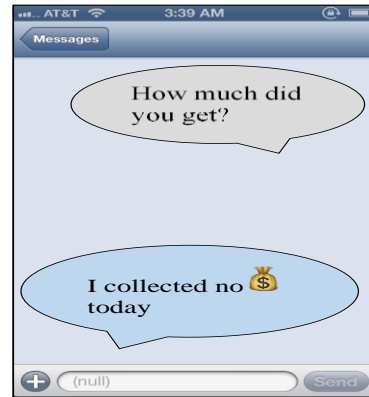 AT&T 3:39 AM
Messages
How much did
you get?
I collected no 💰
today
(null)
Send